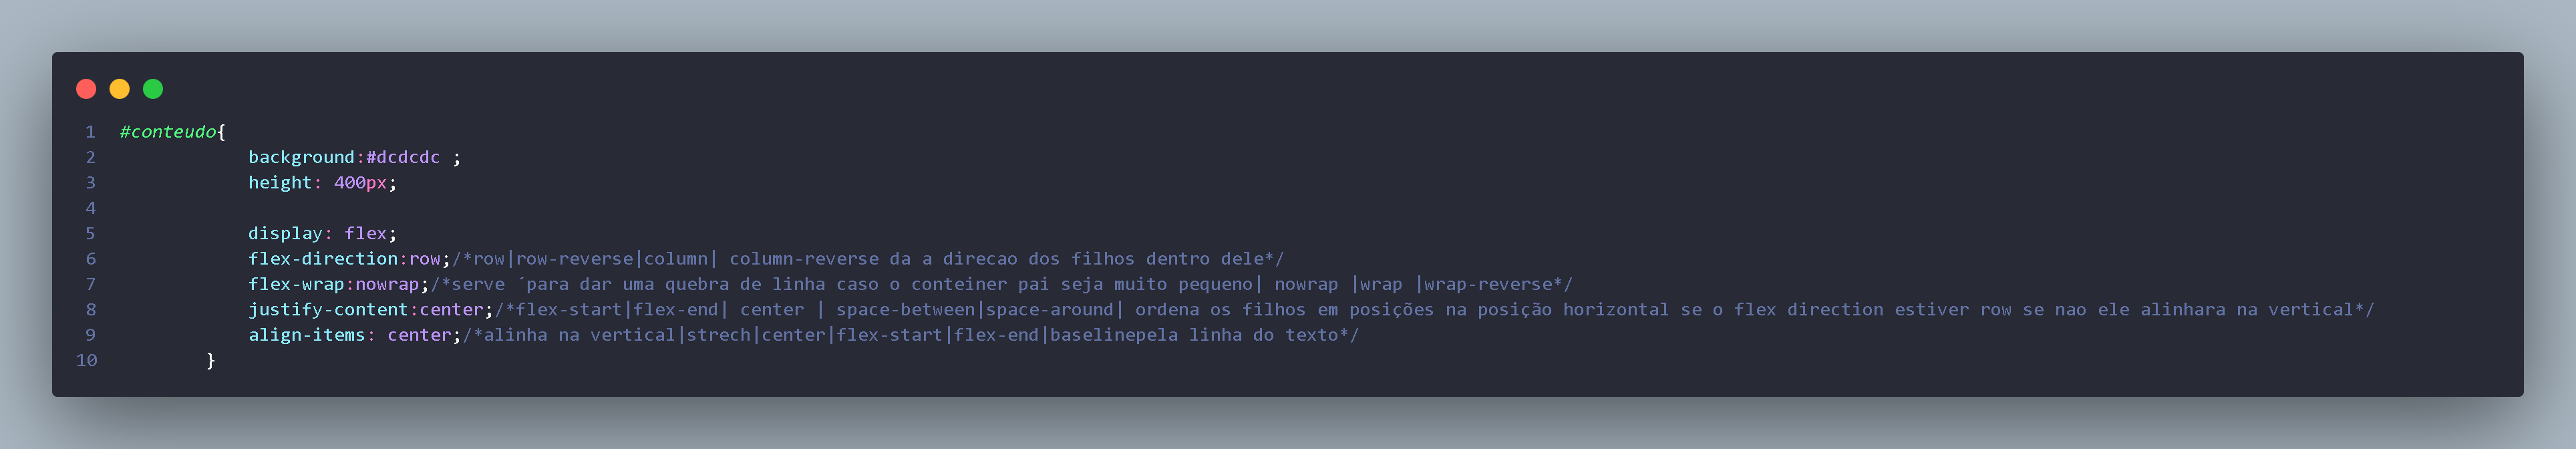 1 #conteudo{
2 background:#dcdcdc ;
3 height: 400px;
4
5 display: flex;
6 flex-direction:row;/*row|row-reverse|column| column-reverse da a direcao dos filhos dentro dele*/
7 flex-wrap:nowrap;/*serve ´para dar uma quebra de linha caso o conteiner pai seja muito pequeno| nowrap |wrap |wrap-reverse*/
8 justify-content:center;/*flex-start|flex-end| center | space-between|space-around| ordena os filhos em posições na posição horizontal se o flex direction estiver row se nao ele alinhara na vertical*/
9 align-items: center;/*alinha na vertical|strech|center|flex-start|flex-end|baselinepela linha do texto*/
10 }